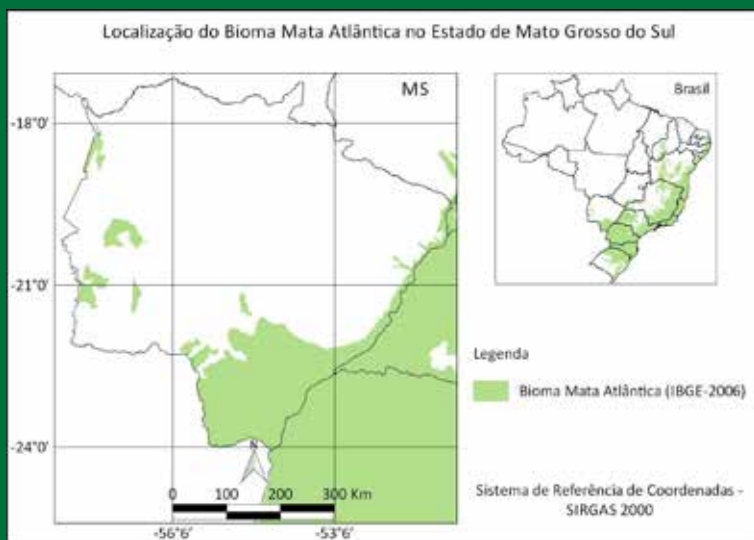 Localização do Bioma Mata Atlântica no Estado de Mato Grosso do Sul
MS
Brasil
-18°0'
-21°0'
-24°0'
N
0 100 200 300 Km
-56°6'
-53°6'
Legenda
Bioma Mata Atlântica (IBGE-2006)
Sistema de Referência de Coordenadas -
SIRGAS 2000